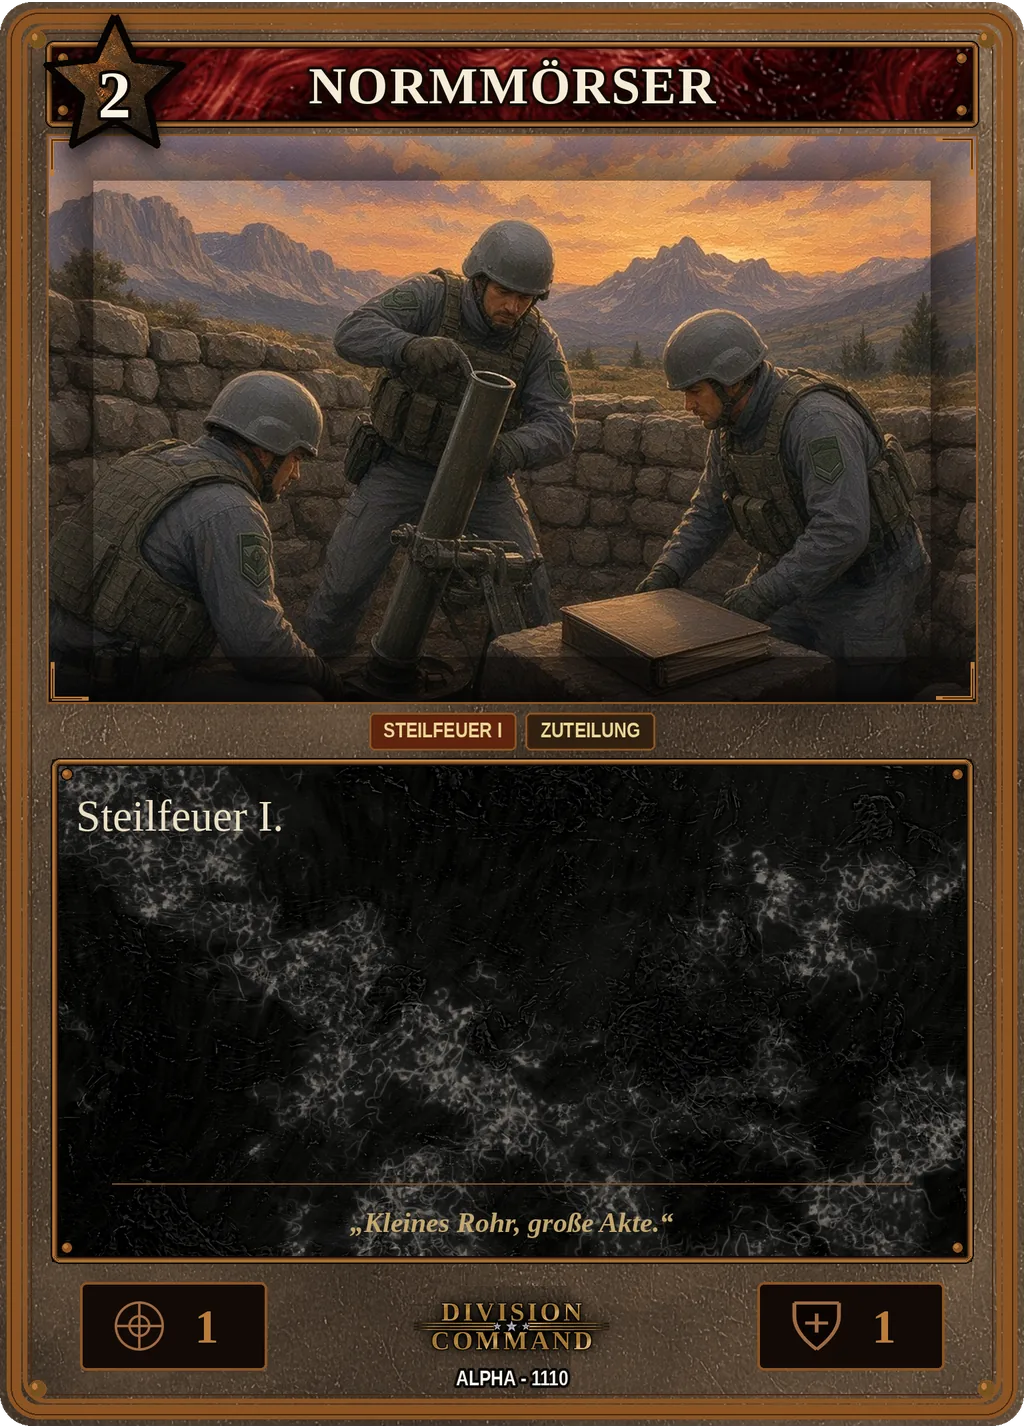 2
NORMMÖRSER
STEILFEUER I
ZUTEILUNG
Steilfeuer I.
„Kleines Rohr, große Akte.“
1
DIVISION
COMMAND
1
ALPHA - 1110